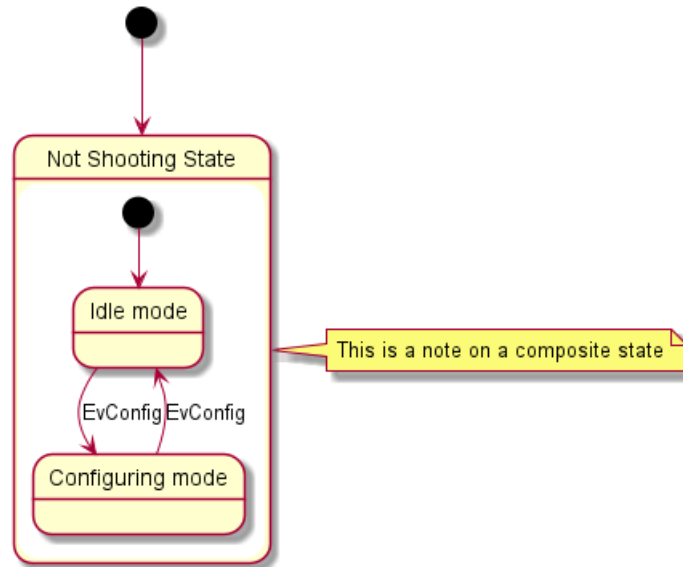 Not Shooting State
Idle mode
This is a note on a composite state
EvConfig EvConfig
Configuring mode